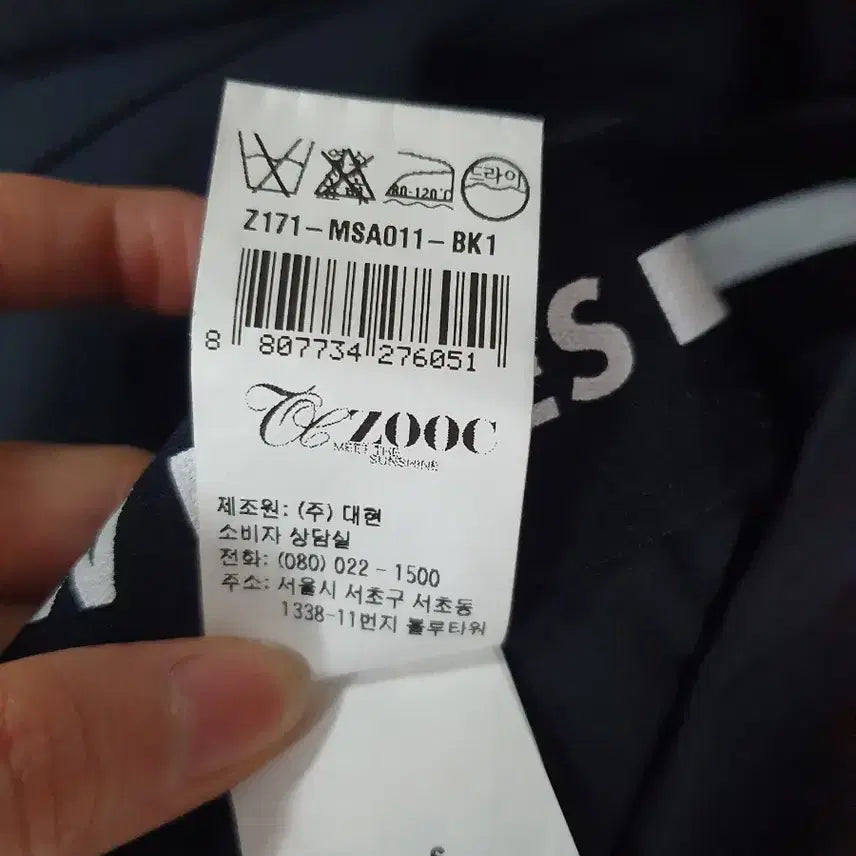 80-120℃
드라이
Z171-MSA011-BK1
8 807734 276051
ZOOC
MEET THE
SUNSHINE
제조원: (주) 대현
소비자 상담실
전화: (080) 022-1500
주소: 서울시 서초구 서초동
1338-11번지 블루타워
ES
S